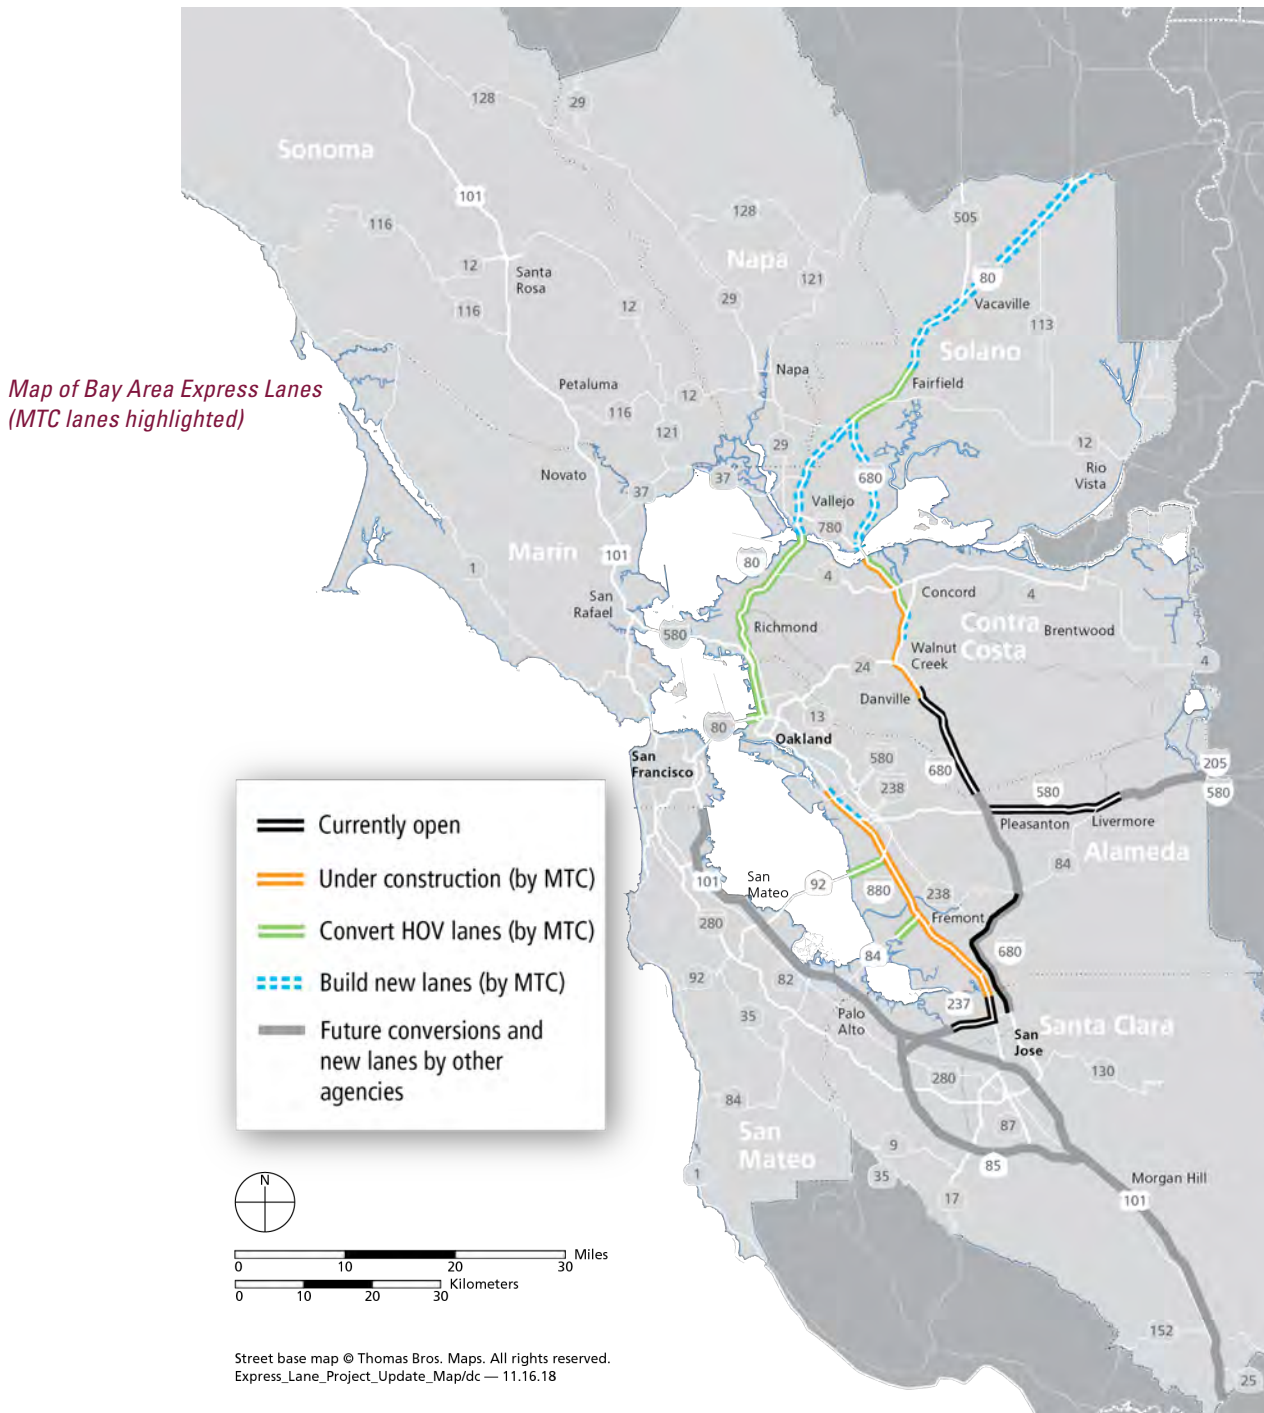 128
29
Sonoma
101
116
128
505
Napa
12
Santa
Rosa
121
80
116
12
29
Vacaville
113
Solano
Map of Bay Area Express Lanes
(MTC lanes highlighted)
Petaluma
Napa
Fairfield
12
116
121
29
12
Novato
37
37
680
Rio
Vista
Vallejo
780
Marin
101
80
1
4
San
Rafael
Concord
4
580
Richmond
Contra
Costa
Brentwood
Walnut
Creek
24
4
Danville
13
80
Oakland
San
Francisco
580
680
205
238
580
580
Pleasanton
Livermore
Alameda
84
101
San
Mateo
92
880
238
280
Fremont
84
680
92
82
237
35
Palo
Alto
San
Jose
Santa Clara
280
130
84
87
San
Mateo
9
85
1
35
17
Morgan Hill
101
152
25
Currently open
Under construction (by MTC)
Convert HOV lanes (by MTC)
Build new lanes (by MTC)
Future conversions and
new lanes by other
agencies
N
Miles
0 10 20 30
Kilometers
0 10 20 30
Street base map © Thomas Bros. Maps. All rights reserved.
Express_Lane_Project_Update_Map/dc — 11.16.18